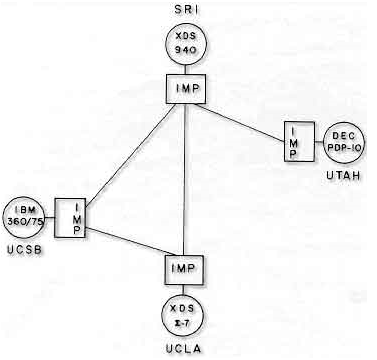 SRI
XDS
940
IMP
IMP
DEC
PDP-10
UTAH
IBM
360/75
IMP
UCSB
IMP
XDS
Σ-7
UCLA